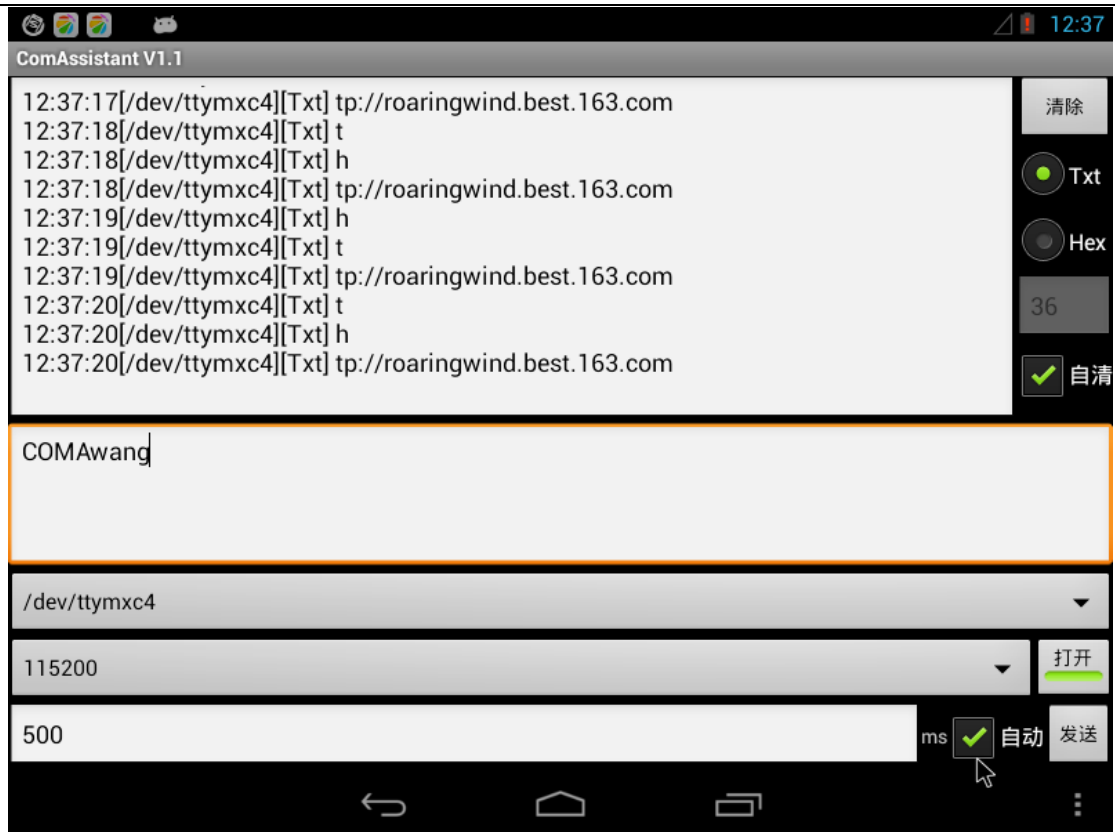 12:37
ComAssistant V1.1
12:37:17[/dev/ttymxc4][Txt] tp://roaringwind.best.163.com
12:37:18[/dev/ttymxc4][Txt] t
12:37:18[/dev/ttymxc4][Txt] h
12:37:18[/dev/ttymxc4][Txt] tp://roaringwind.best.163.com
12:37:19[/dev/ttymxc4][Txt] h
12:37:19[/dev/ttymxc4][Txt] t
12:37:19[/dev/ttymxc4][Txt] tp://roaringwind.best.163.com
12:37:20[/dev/ttymxc4][Txt] t
12:37:20[/dev/ttymxc4][Txt] h
12:37:20[/dev/ttymxc4][Txt] tp://roaringwind.best.163.com
清除
Txt
Hex
36
自清
COMAwang
/dev/ttymxc4
115200
打开
500
ms
自动
发送